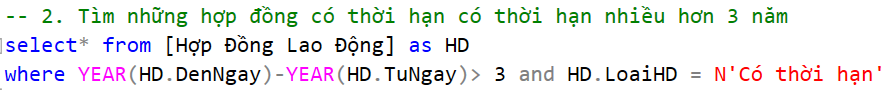 -- 2. Tìm những hợp đồng có thời hạn có thời hạn nhiều hơn 3 năm
select* from [Hợp Đồng Lao Động] as HD
where YEAR(HD.DenNgay)-YEAR(HD.TuNgay)> 3 and HD.LoaiHD = N'Có thời hạn'